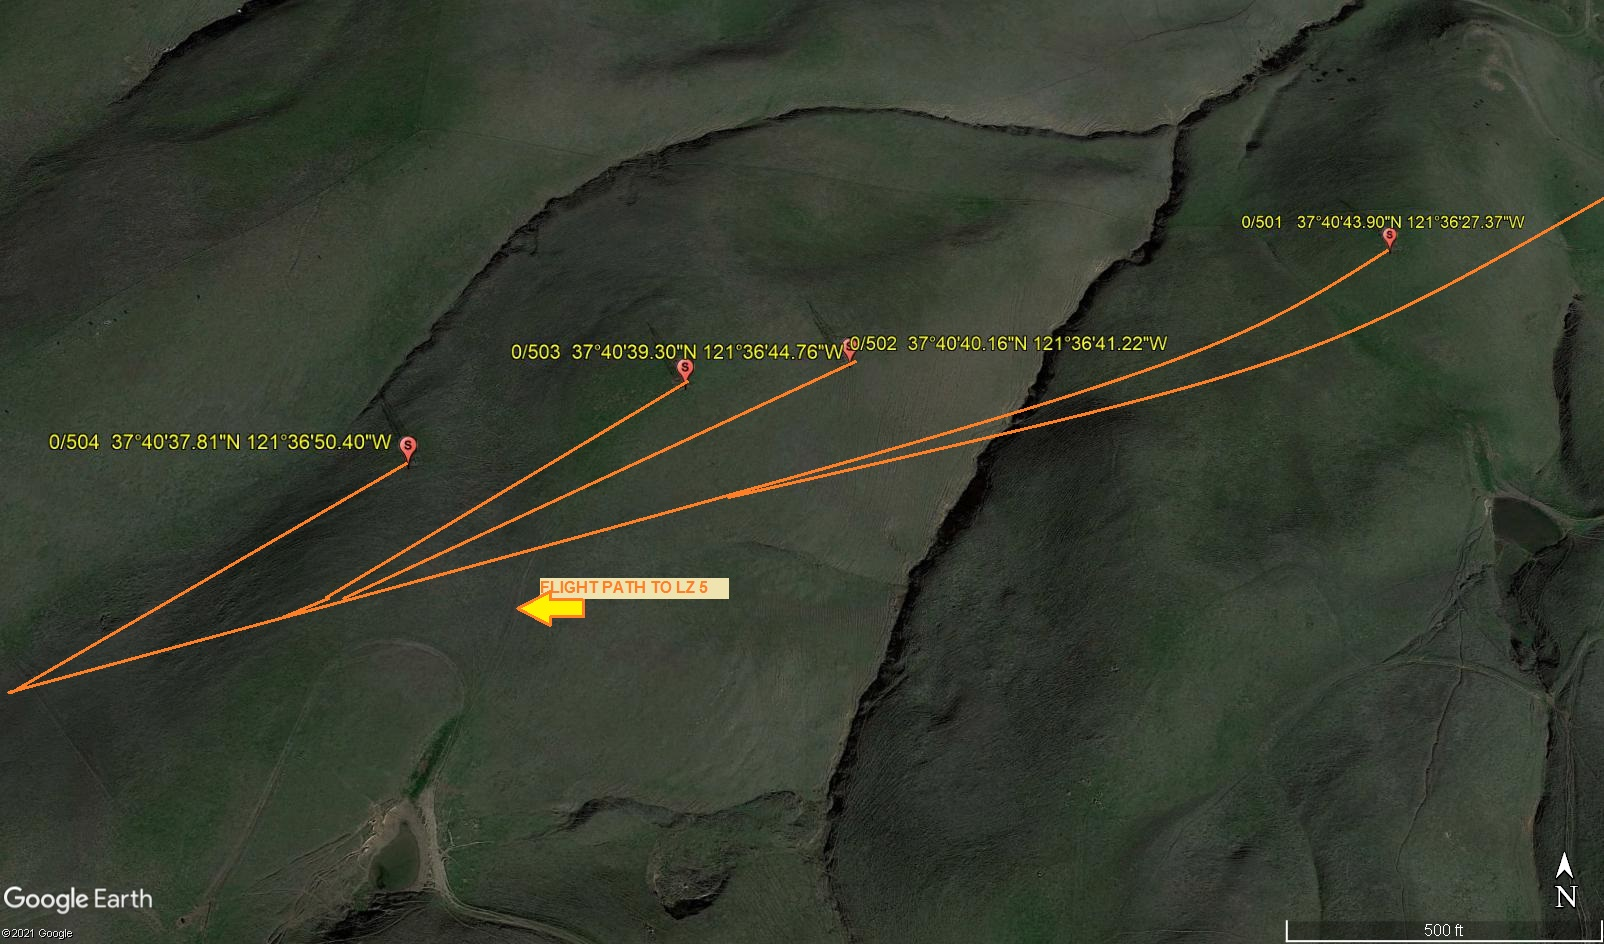 0/501 37°40'43.90"N 121°36'27.37"W
S
0/503 37°40'39.30"N 121°36'44.76"W
0/502 37°40'40.16"N 121°36'41.22"W
S
S
0/504 37°40'37.81"N 121°36'50.40"W
S
FLIGHT PATH TO LZ 5
Google Earth
©2021 Google
N
500 ft